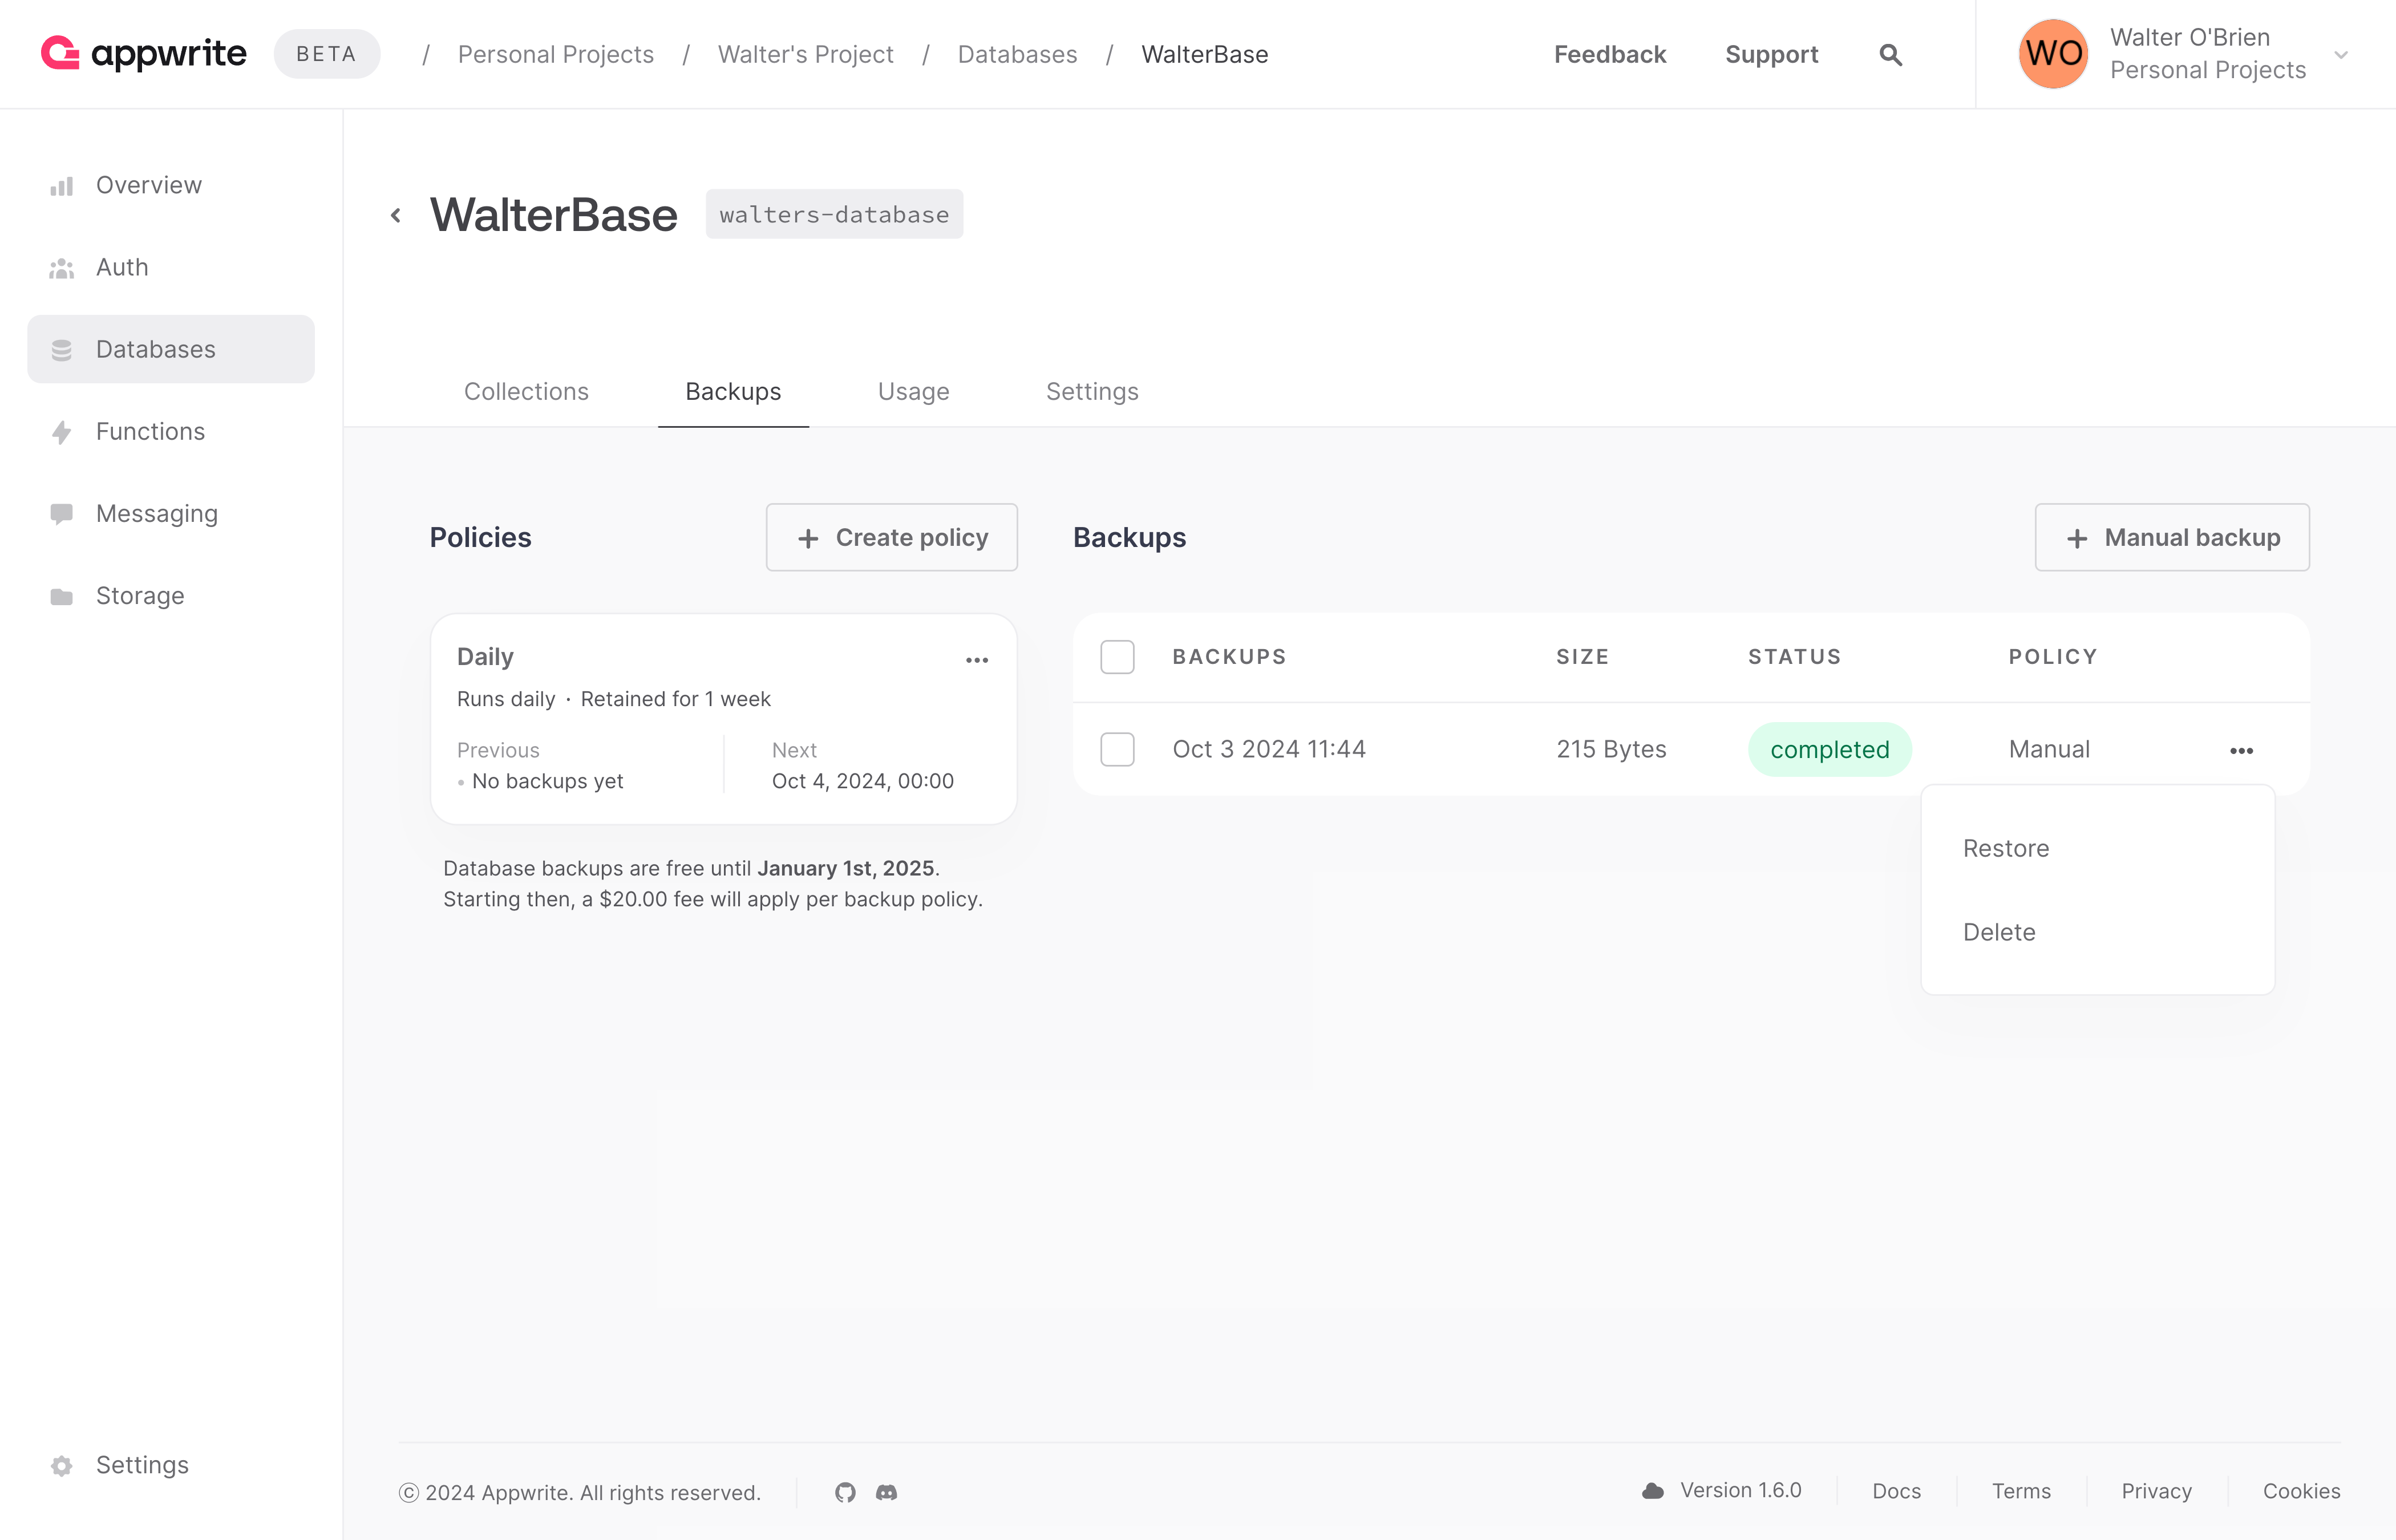 appwrite BETA / Personal Projects / Walter's Project / Databases / WalterBase
Feedback Support
WO
Walter O'Brien
Personal Projects
Overview
Auth
Databases
Functions
Messaging
Storage
Settings
WalterBase walters-database
Collections Backups Usage Settings
Policies
+ Create policy
Daily
Runs daily · Retained for 1 week
Previous
No backups yet
Next
Oct 4, 2024, 00:00
Database backups are free until January 1st, 2025.
Starting then, a $20.00 fee will apply per backup policy.
Backups
+ Manual backup
BACKUPS SIZE STATUS POLICY
Oct 3 2024 11:44 215 Bytes completed Manual
Restore
Delete
© 2024 Appwrite. All rights reserved.
Version 1.6.0 Docs Terms Privacy Cookies